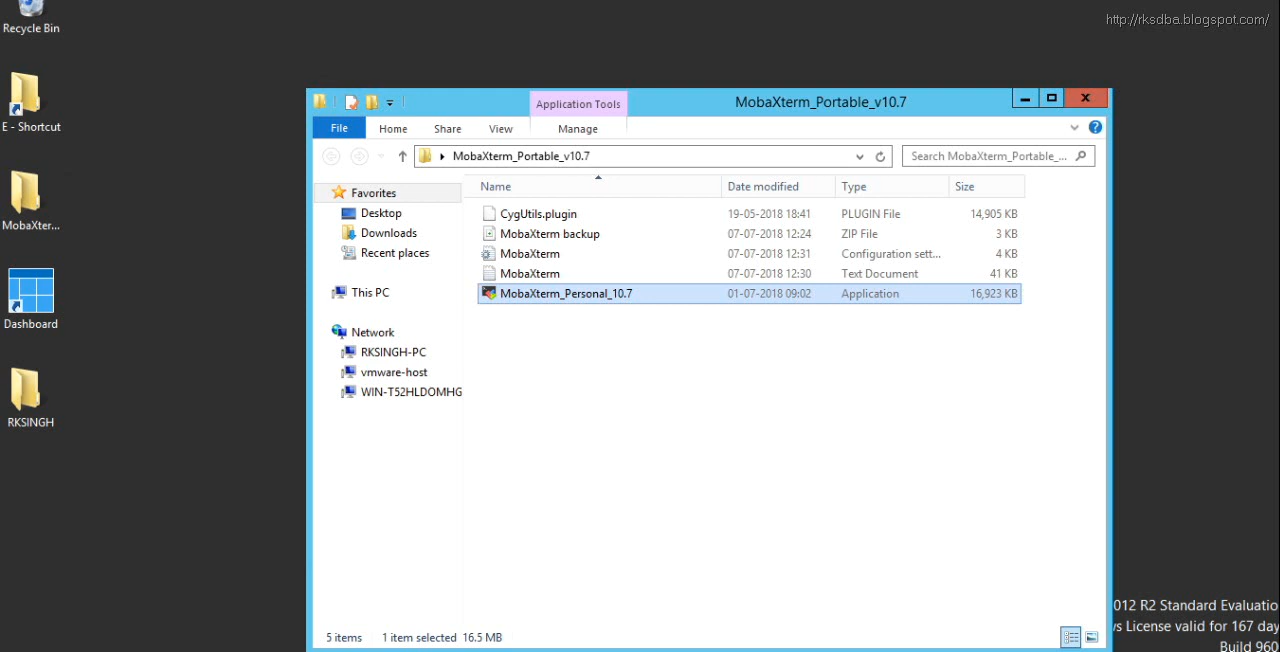 http://rksdba.blogspot.com/
Recycle Bin
E - Shortcut
MobaXter...
Dashboard
RKSINGH
Application Tools
MobaXterm_Portable_v10.7
File Home Share View Manage
MobaXterm_Portable_v10.7
Search MobaXterm_Portable_...
Name Date modified Type Size
Favorites
Desktop
Downloads
Recent places
This PC
Network
RKSINGH-PC
vmware-host
WIN-T52HLDOMHG
CygUtils.plugin 19-05-2018 18:41 PLUGIN File 14,905 KB
MobaXterm backup 07-07-2018 12:24 ZIP File 3 KB
MobaXterm 07-07-2018 12:31 Configuration sett... 4 KB
MobaXterm 07-07-2018 12:30 Text Document 41 KB
MobaXterm_Personal_10.7 01-07-2018 09:02 Application 16,923 KB
5 items 1 item selected 16.5 MB
012 R2 Standard Evaluatio
s License valid for 167 day
Build 960